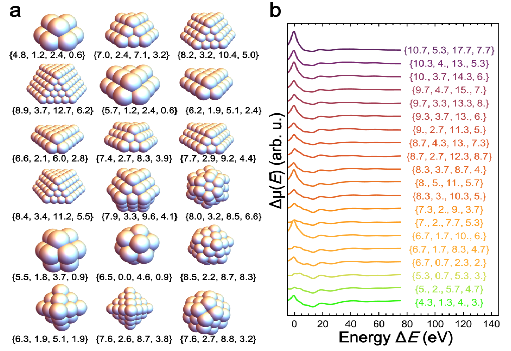 a
{4.8, 1.2, 2.4, 0.6} {7.0, 2.4, 7.1, 3.2} {8.2, 3.2, 10.4, 5.0}
{8.9, 3.7, 12.7, 6.2} {5.7, 1.2, 2.4, 0.6} {6.2, 1.9, 5.1, 2.4}
{6.6, 2.1, 6.0, 2.8} {7.4, 2.7, 8.3, 3.9} {7.7, 2.9, 9.2, 4.4}
{8.4, 3.4, 11.2, 5.5} {7.9, 3.3, 9.6, 4.1} {8.0, 3.2, 8.5, 6.6}
{5.5, 1.8, 3.7, 0.9} {6.5, 0.0, 4.6, 0.9} {8.5, 2.2, 8.7, 8.3}
{6.3, 1.9, 5.1, 1.9} {7.6, 2.6, 8.7, 3.8} {7.6, 2.7, 8.8, 3.2}
b
Δμ(E) (arb. u.)
{10.7, 5.3, 17.7, 7.7}
{10.3, 4., 13., 5.3}
{10., 3.7, 14.3, 6.}
{9.7, 4.7, 15., 7.}
{9.7, 3.3, 13.3, 8.}
{9.3, 3.7, 13., 6.}
{9., 2.7, 11.3, 5.}
{8.7, 4.3, 13., 7.3}
{8.7, 2.7, 12.3, 8.7}
{8.3, 3.7, 8.7, 4.}
{8., 5., 11., 5.7}
{8.3, 3., 10.3, 5.}
{7.3, 2., 9., 3.7}
{7., 2., 7.7, 5.3}
{6.7, 1.7, 10., 6.}
{6.7, 1.7, 8.3, 4.7}
{6.7, 0.7, 2.3, 2.}
{5.3, 0.7, 5.3, 3.}
{5., 2., 5.7, 4.7}
{4.3, 1.3, 4., 3.}
0 20 40 60 80 100 120 140
Energy ΔE (eV)